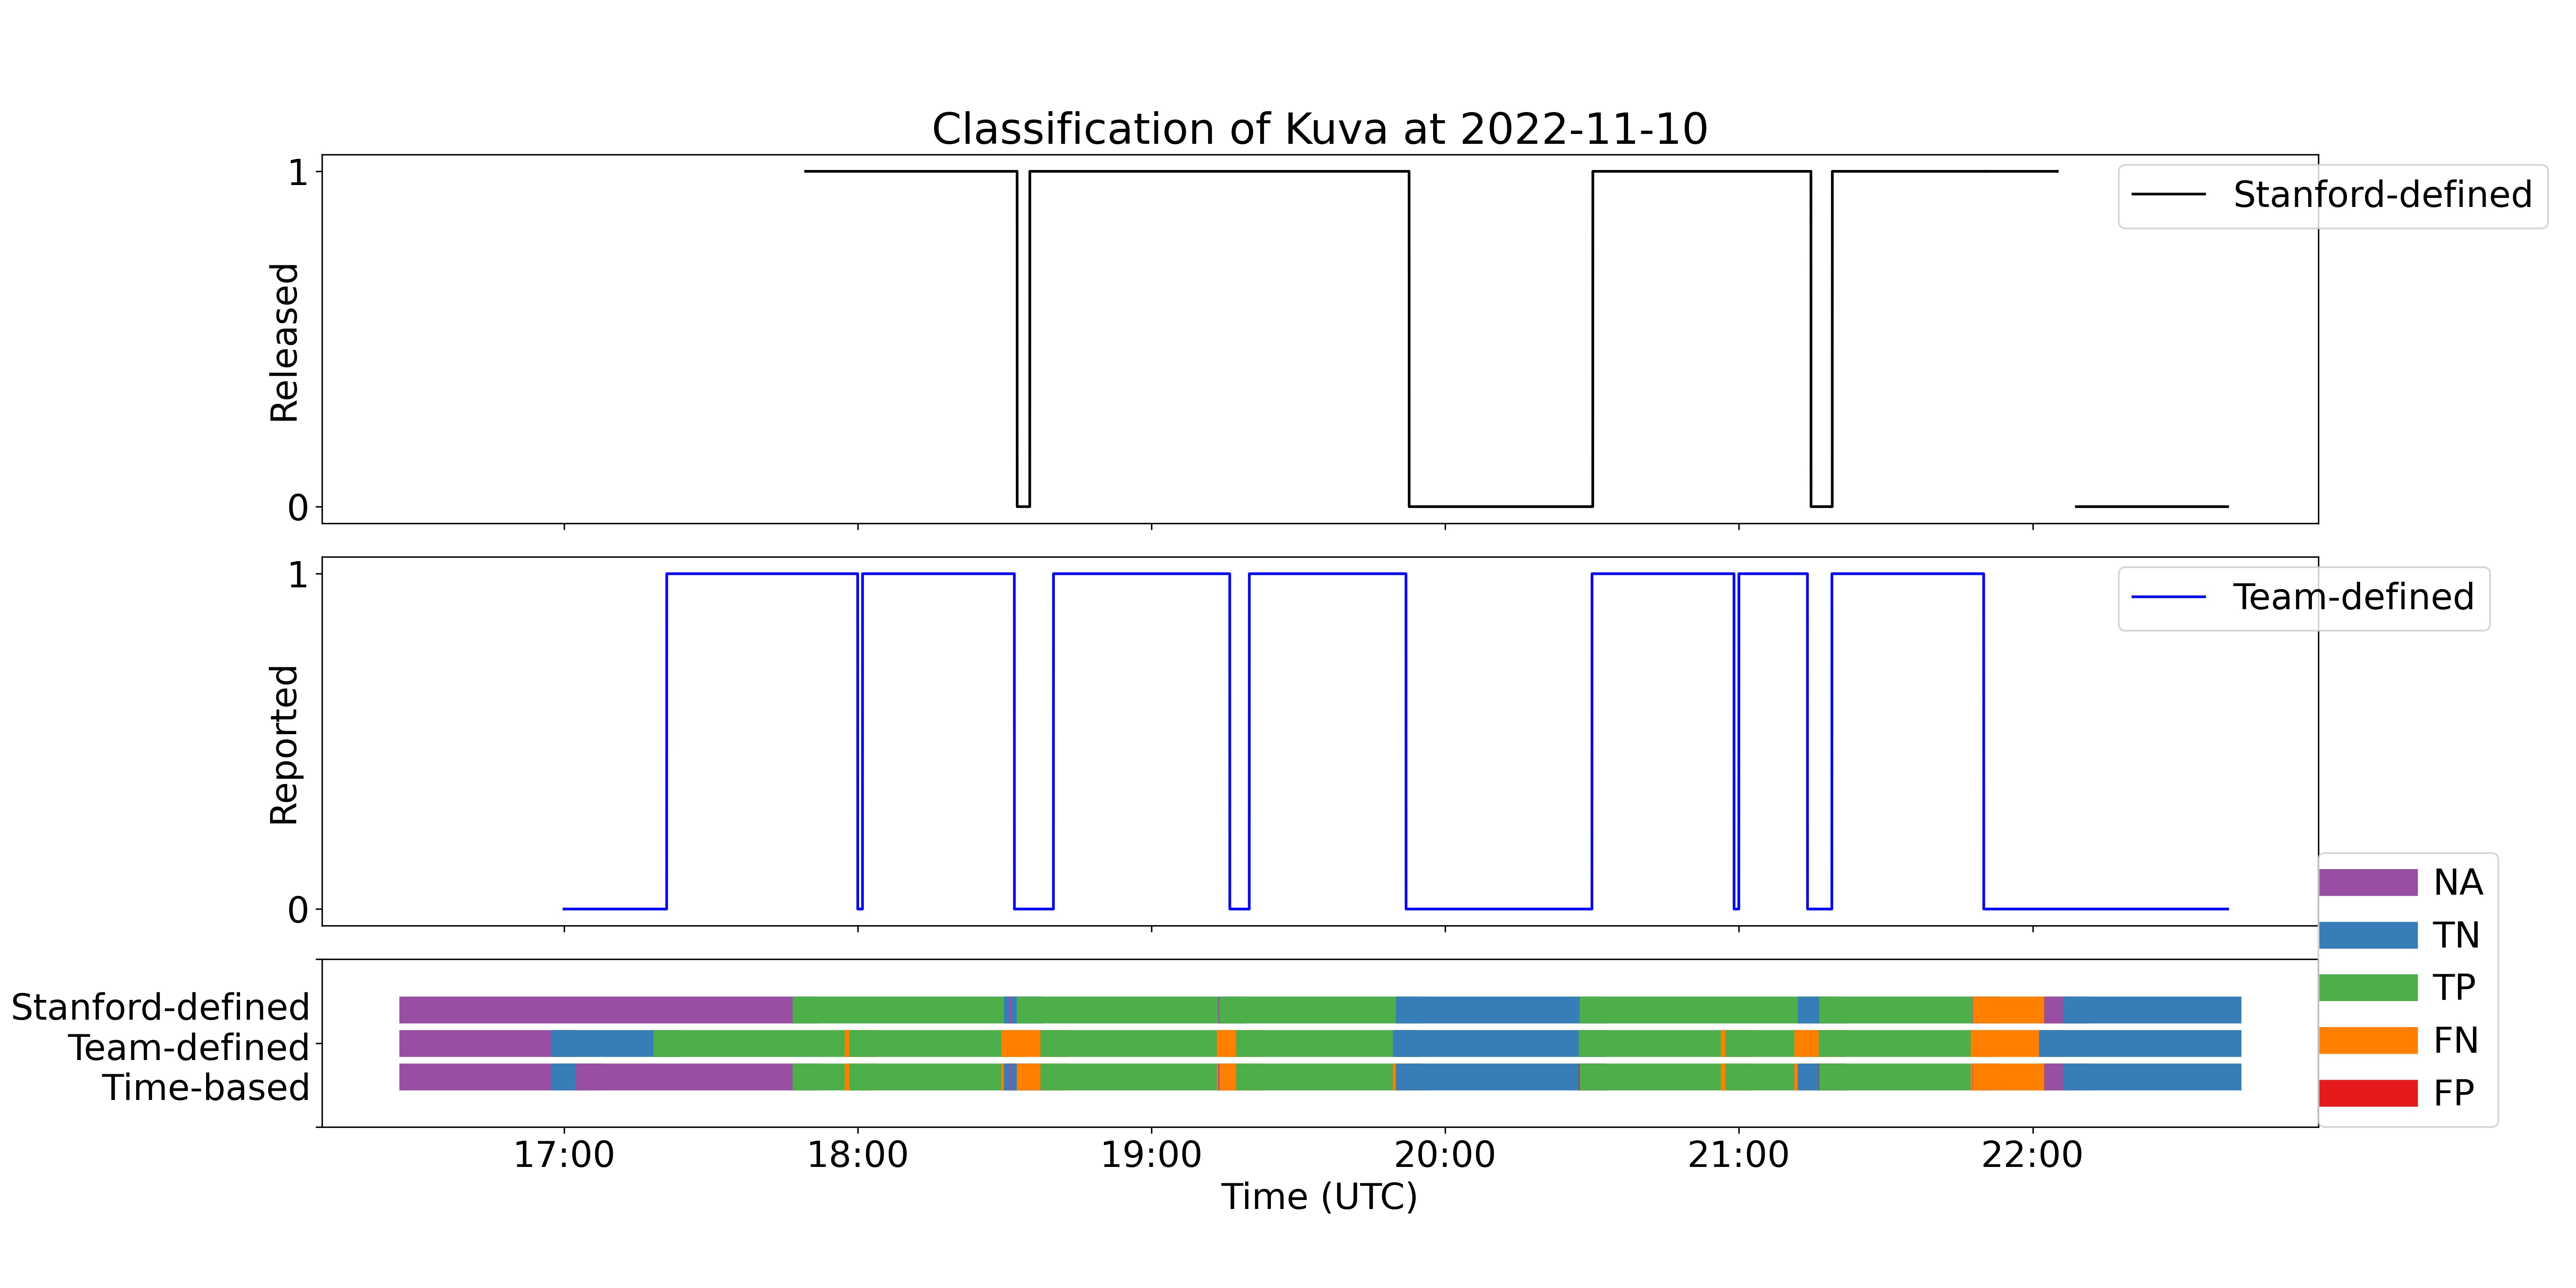 Classification of Kuva at 2022-11-10
1
0
Released
Stanford-defined
1
0
Reported
Team-defined
NA
TN
TP
FN
FP
Stanford-defined
Team-defined
Time-based
17:00 18:00 19:00 20:00 21:00 22:00
Time (UTC)